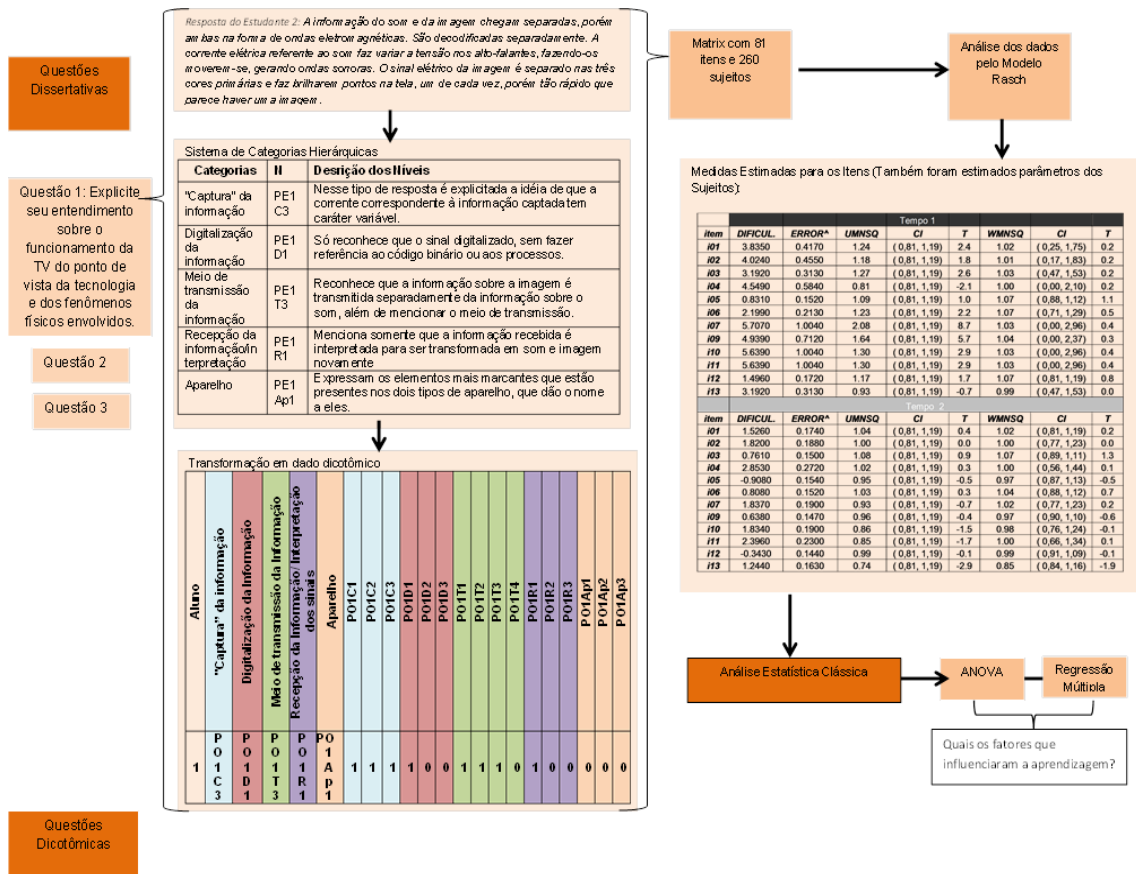 Questões
Dissertativas
Questão 1: Explicite
seu entendimento
sobre o
funcionamento da
TV do ponto de
vista da tecnologia
e dos fenômenos
físicos envolvidos.
Questão 2
Questão 3
Questões
Dicotômicas
Resposta do Estudante 2: A informação do som e da imagem chegam separadas, porém
ambas na forma de ondas eletromagnéticas. São decodificadas separadamente. A
corrente elétrica referente ao som faz variar a tensão nos alto-falantes, fazendo-os
moverem-se, gerando ondas sonoras. O sinal elétrico da imagem é separado nas três
cores primárias e faz brilharem pontos na tela, um de cada vez, porém tão rápido que
parece haver uma imagem.
Sistema de Categorias Hierárquicas
Categorias N Desrição dos Níveis
"Captura" da informação PE1C3 Nesse tipo de resposta é explicitada a idéia de que a
corrente correspondente à informação captada tem
caráter variável.
Digitalização da informação PE1D1 Só reconhece que o sinal digitalizado, sem fazer
referência ao código binário ou aos processos.
Meio de transmissão da informação PE1T3 Reconhece que a informação sobre a imagem é
transmitida separadamente da informação sobre o
som, além de mencionar o meio de transmissão.
Recepção da informação/interpretação PE1R1 Menciona somente que a informação recebida é
interpretada para ser transformada em som e imagem
novamente
Aparelho PE1Ap1 Expressam os elementos mais marcantes que estão
presentes nos dois tipos de aparelho, que dão o nome
a eles.
Transformação em dado dicotômico
Aluno "Captura" da informação Digitalização da Informação Meio de transmissão da Informação Recepção da Informação/ Interpretação dos sinais Aparelho PO1C1 PO1C2 PO1C3 PO1D1 PO1D2 PO1D3 PO1T1 PO1T2 PO1T3 PO1T4 PO1R1 PO1R2 PO1R3 PO1Ap1 PO1Ap2 PO1Ap3
1 PO1C3 PO1D1 PO1T3 PO1R1 PO1Ap1 1 1 1 1 0 0 1 1 1 0 1 0 0 0 0 0
Matrix com 81
itens e 260
sujeitos
Análise dos dados
pelo Modelo
Rasch
Medidas Estimadas para os Itens (Também foram estimados parâmetros dos
Sujeitos):
Tempo 1
item DIFICUL. ERROR^ UMNSQ CI T WMNSQ CI T
i01 3.8350 0.4170 1.24 ( 0,81, 1,19) 2.4 1.02 ( 0,25, 1,75) 0.2
i02 4.0240 0.4550 1.18 ( 0,81, 1,19) 1.8 1.01 ( 0,17, 1,83) 0.2
i03 3.1920 0.3130 1.27 ( 0,81, 1,19) 2.6 1.03 ( 0,47, 1,53) 0.2
i04 4.5490 0.5840 0.81 ( 0,81, 1,19) -2.1 1.00 ( 0,00, 2,10) 0.2
i05 0.8310 0.1520 1.09 ( 0,81, 1,19) 1.0 1.07 ( 0,88, 1,12) 1.1
i06 2.1990 0.2130 1.23 ( 0,81, 1,19) 2.2 1.07 ( 0,71, 1,29) 0.5
i07 5.7070 1.0040 2.08 ( 0,81, 1,19) 8.7 1.03 ( 0,00, 2,96) 0.4
i09 4.9390 0.7120 1.64 ( 0,81, 1,19) 5.7 1.04 ( 0,00, 2,37) 0.3
i10 5.6390 1.0040 1.30 ( 0,81, 1,19) 2.9 1.03 ( 0,00, 2,96) 0.4
i11 5.6390 1.0040 1.30 ( 0,81, 1,19) 2.9 1.03 ( 0,00, 2,96) 0.4
i12 1.4960 0.1720 1.17 ( 0,81, 1,19) 1.7 1.07 ( 0,81, 1,19) 0.8
i13 3.1920 0.3130 0.93 ( 0,81, 1,19) -0.7 0.99 ( 0,47, 1,53) 0.0
Tempo 2
item DIFICUL. ERROR^ UMNSQ CI T WMNSQ CI T
i01 1.5260 0.1740 1.04 ( 0,81, 1,19) 0.4 1.02 ( 0,81, 1,19) 0.2
i02 1.8200 0.1880 1.00 ( 0,81, 1,19) 0.0 1.00 ( 0,77, 1,23) 0.0
i03 0.7610 0.1500 1.08 ( 0,81, 1,19) 0.9 1.07 ( 0,89, 1,11) 1.3
i04 2.8530 0.2720 1.02 ( 0,81, 1,19) 0.3 1.00 ( 0,56, 1,44) 0.1
i05 -0.9080 0.1540 0.95 ( 0,81, 1,19) -0.5 0.97 ( 0,87, 1,13) -0.5
i06 0.8080 0.1520 1.03 ( 0,81, 1,19) 0.3 1.04 ( 0,88, 1,12) 0.7
i07 1.8370 0.1900 0.93 ( 0,81, 1,19) -0.7 1.02 ( 0,77, 1,23) 0.2
i09 0.6380 0.1470 0.96 ( 0,81, 1,19) -0.4 0.97 ( 0,90, 1,10) -0.6
i10 1.8340 0.1900 0.86 ( 0,81, 1,19) -1.5 0.98 ( 0,76, 1,24) -0.1
i11 2.3960 0.2300 0.85 ( 0,81, 1,19) -1.7 1.00 ( 0,66, 1,34) 0.1
i12 -0.3430 0.1440 0.99 ( 0,81, 1,19) -0.1 0.99 ( 0,91, 1,09) -0.1
i13 1.2440 0.1630 0.74 ( 0,81, 1,19) -2.9 0.85 ( 0,84, 1,16) -1.9
Análise Estatística Clássica
ANOVA
Regressão
Múltipla
Quais os fatores que
influenciaram a aprendizagem?